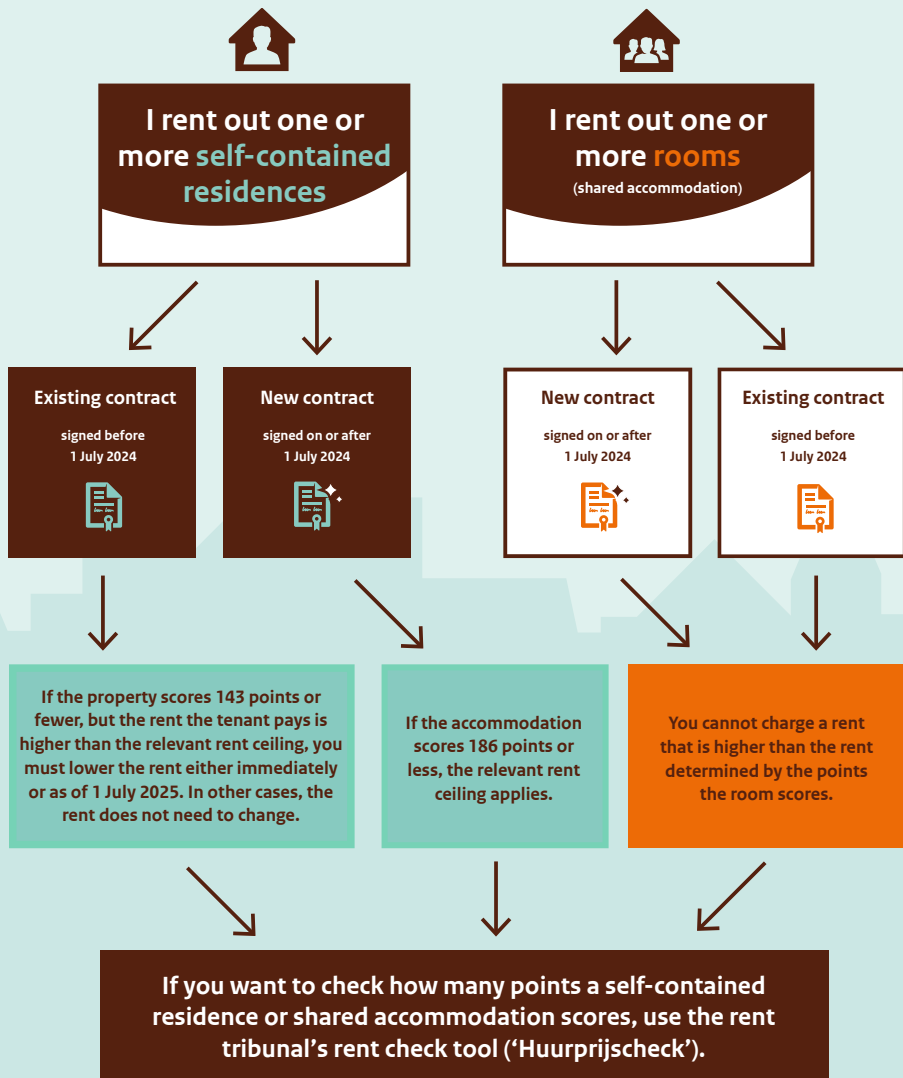 I rent out one or
more self-contained
residences
I rent out one or
more rooms
(shared accommodation)
Existing contract
signed before
1 July 2024
New contract
signed on or after
1 July 2024
New contract
signed on or after
1 July 2024
Existing contract
signed before
1 July 2024
If the property scores 143 points or
fewer, but the rent the tenant pays is
higher than the relevant rent ceiling, you
must lower the rent either immediately
or as of 1 July 2025. In other cases, the
rent does not need to change.
If the accommodation
scores 186 points or
less, the relevant rent
ceiling applies.
You cannot charge a rent
that is higher than the rent
determined by the points
the room scores.
If you want to check how many points a self-contained
residence or shared accommodation scores, use the rent
tribunal’s rent check tool (‘Huurprijscheck’).